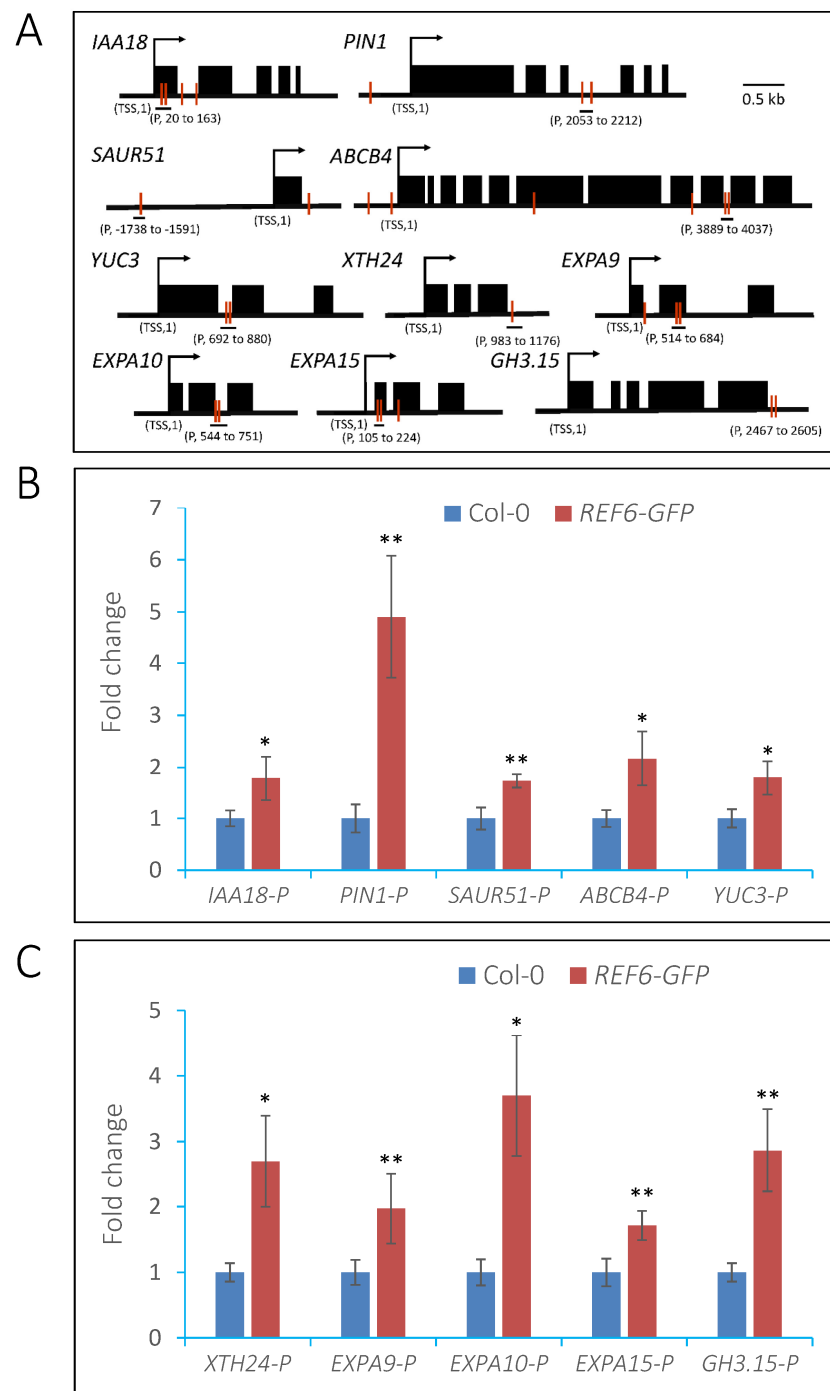 A
IAA18
PIN1
(TSS,1)
(P, 20 to 163)
(TSS,1)
(P, 2053 to 2212)
0.5 kb
SAUR51
ABCB4
(P, -1738 to -1591)
(TSS,1)
(TSS,1)
(P, 3889 to 4037)
YUC3
XTH24
EXPA9
(TSS,1)
(P, 692 to 880)
(TSS,1)
(P, 983 to 1176)
(TSS,1)
(P, 514 to 684)
EXPA10
EXPA15
GH3.15
(TSS,1)
(P, 544 to 751)
(TSS,1)
(P, 105 to 224)
(TSS,1)
(P, 2467 to 2605)
B
Col-0
REF6-GFP
Fold change
7
6
5
4
3
2
1
0
*
**
**
*
*
IAA18-P
PIN1-P
SAUR51-P
ABCB4-P
YUC3-P
C
Col-0
REF6-GFP
Fold change
5
4
3
2
1
0
*
**
*
**
**
XTH24-P
EXPA9-P
EXPA10-P
EXPA15-P
GH3.15-P